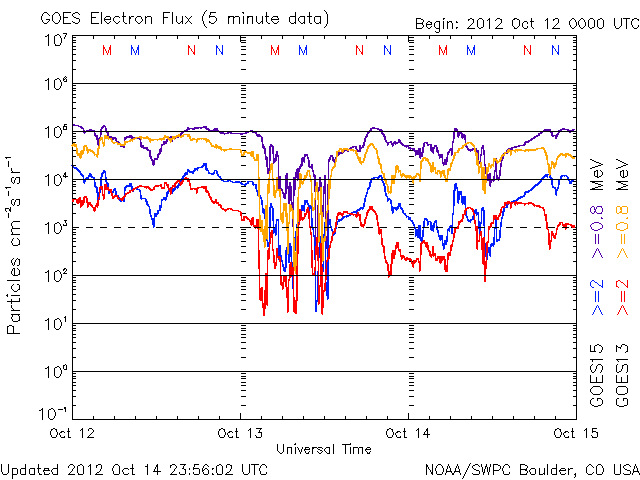 GOES Electron Flux (5 minute data)
Begin: 2012 Oct 12 0000 UTC
M M N N M M N N M M N N
10⁷
10⁶
10⁵
10⁴
10³
10²
10¹
10⁰
10⁻¹
Particles cm⁻²s⁻¹sr⁻¹
Oct 12 Oct 13 Oct 14 Oct 15
Universal Time
GOES15 >=2 >=0.8 MeV
GOES13 >=2 >=0.8 MeV
Updated 2012 Oct 14 23:56:02 UTC
NOAA/SWPC Boulder, CO USA